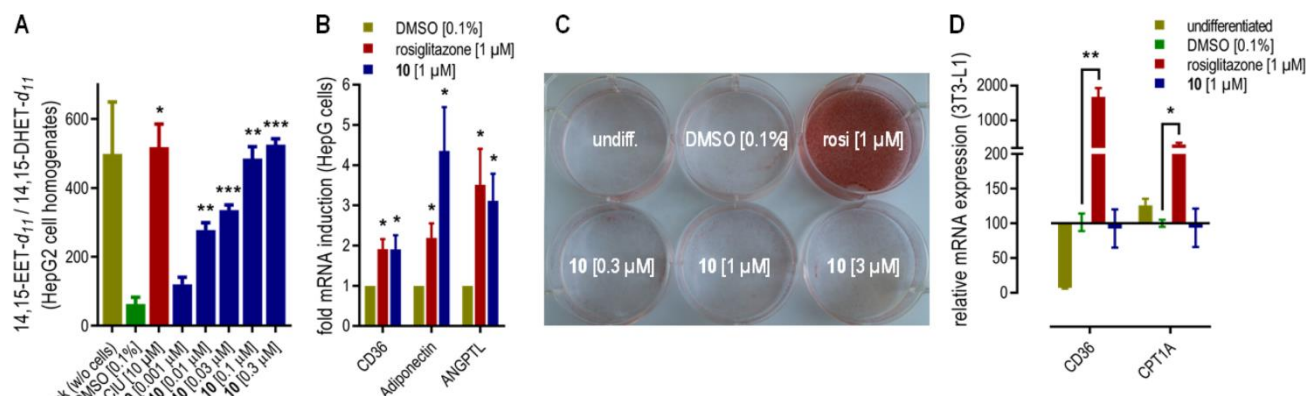 A
14,15-EET-d11 / 14,15-DHET-d11
(HepG2 cell homogenates)
600
400
200
0
(w/o cells)
DMSO [0.1%]
CIU [10 µM]
[0.001 µM]
10 [0.01 µM]
10 [0.03 µM]
10 [0.1 µM]
10 [0.3 µM]
*
**
***
**
***
B
DMSO [0.1%]
rosiglitazone [1 µM]
10 [1 µM]
fold mRNA induction (HepG cells)
6
5
4
3
2
1
0
* *
* *
* *
CD36
Adiponectin
ANGPTL
C
undiff.
DMSO [0.1%]
rosi [1 µM]
10 [0.3 µM]
10 [1 µM]
10 [3 µM]
3D
undifferentiated
DMSO [0.1%]
rosiglitazone [1 µM]
10 [1 µM]
relative mRNA expression (3T3-L1)
2000
1000
200
150
100
50
0
**
*
CD36
CPT1A